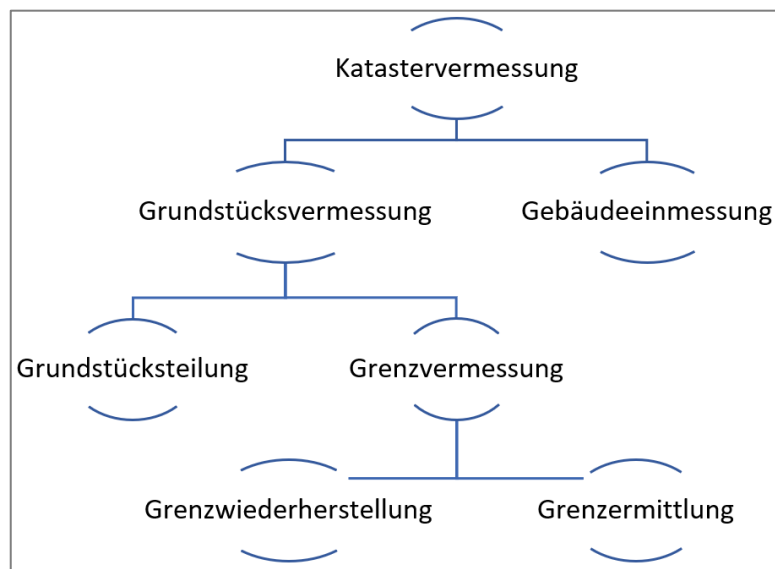 Katastervermessung
Grundstücksvermessung
Gebäudeeinmessung
Grundstücksteilung
Grenzvermessung
Grenzwiederherstellung
Grenzermittlung